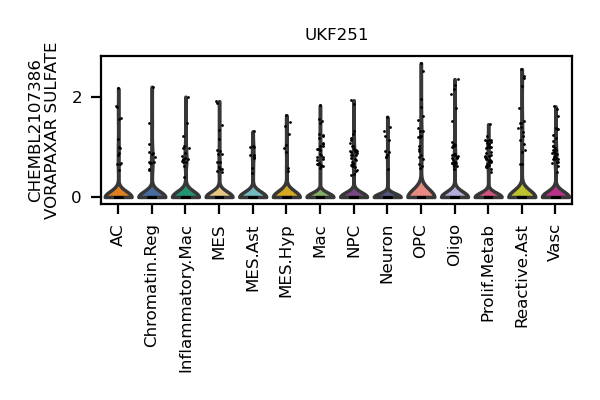 UKF251
CHEMBL2107386
VORAPAXAR SULFATE
2
0
AC
Chromatin.Reg
Inflammatory.Mac
MES
MES.Ast
MES.Hyp
Mac
NPC
Neuron
OPC
Oligo
Prolif.Metab
Reactive.Ast
Vasc